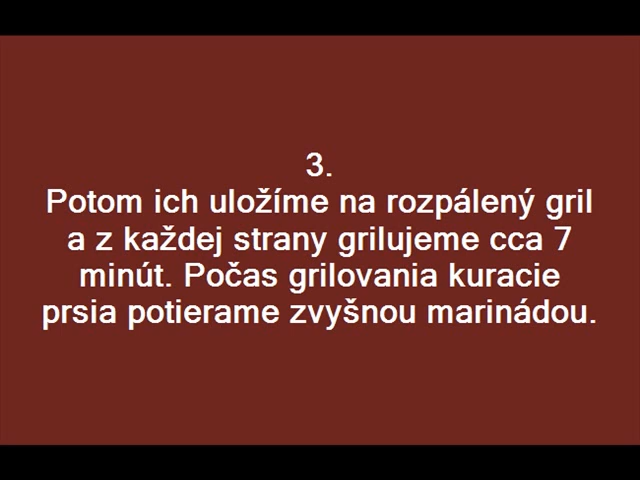 3.
Potom ich uložíme na rozpálený gril
a z každej strany grilujeme cca 7
minút. Počas grilovania kuracie
prsia potierame zvyšnou marinádou.